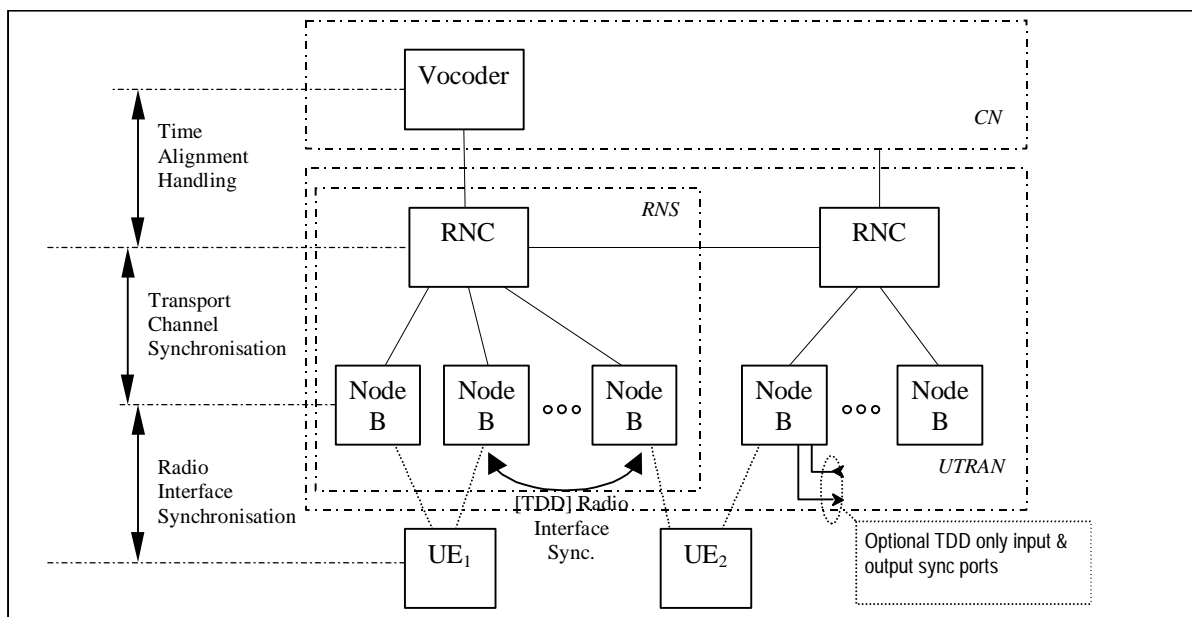 Vocoder
CN
Time
Alignment
Handling
RNS
RNC
RNC
Transport
Channel
Synchronisation
Node
B
Node
B
Node
B
Node
B
Node
B
UTRAN
Radio
Interface
Synchronisation
[TDD] Radio
Interface
Sync.
UE1
UE2
Optional TDD only input &
output sync ports